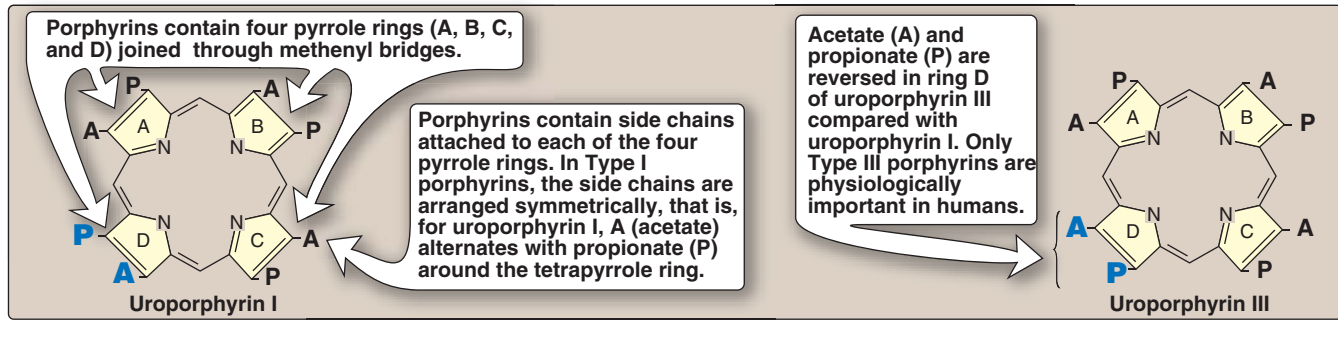 Porphyrins contain four pyrrole rings (A, B, C,
and D) joined  through methenyl bridges.
P
A
A
P
A
B
N
N
N
N
D
C
P
A
A
P
Uroporphyrin I
Porphyrins contain side chains
attached to each of the four
pyrrole rings. In Type I
porphyrins, the side chains are
arranged symmetrically, that is,
for uroporphyrin I, A (acetate)
alternates with propionate (P)
around the tetrapyrrole ring.
Acetate (A) and
propionate (P) are
reversed in ring D
of uroporphyrin III
compared with
uroporphyrin I. Only
Type III porphyrins are
physiologically
important in humans.
P
A
A
P
A
B
N
N
N
N
D
C
A
A
P
P
Uroporphyrin III